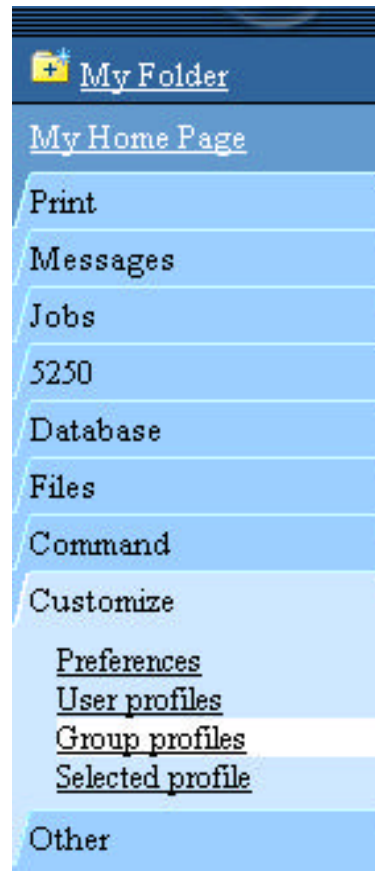 My Folder
My Home Page
Print
Messages
Jobs
5250
Database
Files
Command
Customize
Preferences
User profiles
Group profiles
Selected profile
Other